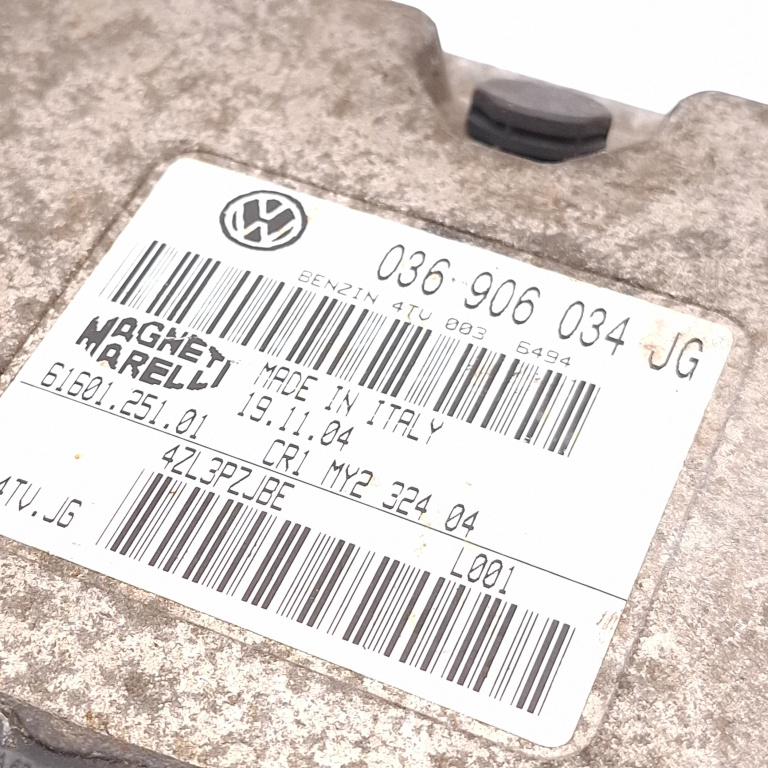 036 906 034 JG
BENZIN 4TV 003 6494
MAGNETI
MARELLI
MADE IN ITALY
61601.251.01 19.11.04
CR1 MY2 324 04
4ZL3PZJBE
4TV.JG
L001